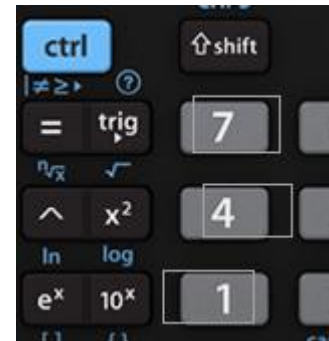 ctrl ⇧shift
|≠≥▸ ?
= trig 7
ⁿ√x √
^ x² 4
ln log
eˣ 10ˣ 1
[ ] { }